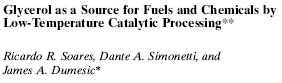 Glycerol as a Source for Fuels and Chemicals by
Low-Temperature Catalytic Processing**
Ricardo R. Soares, Dante A. Simonetti, and
James A. Dumesic*